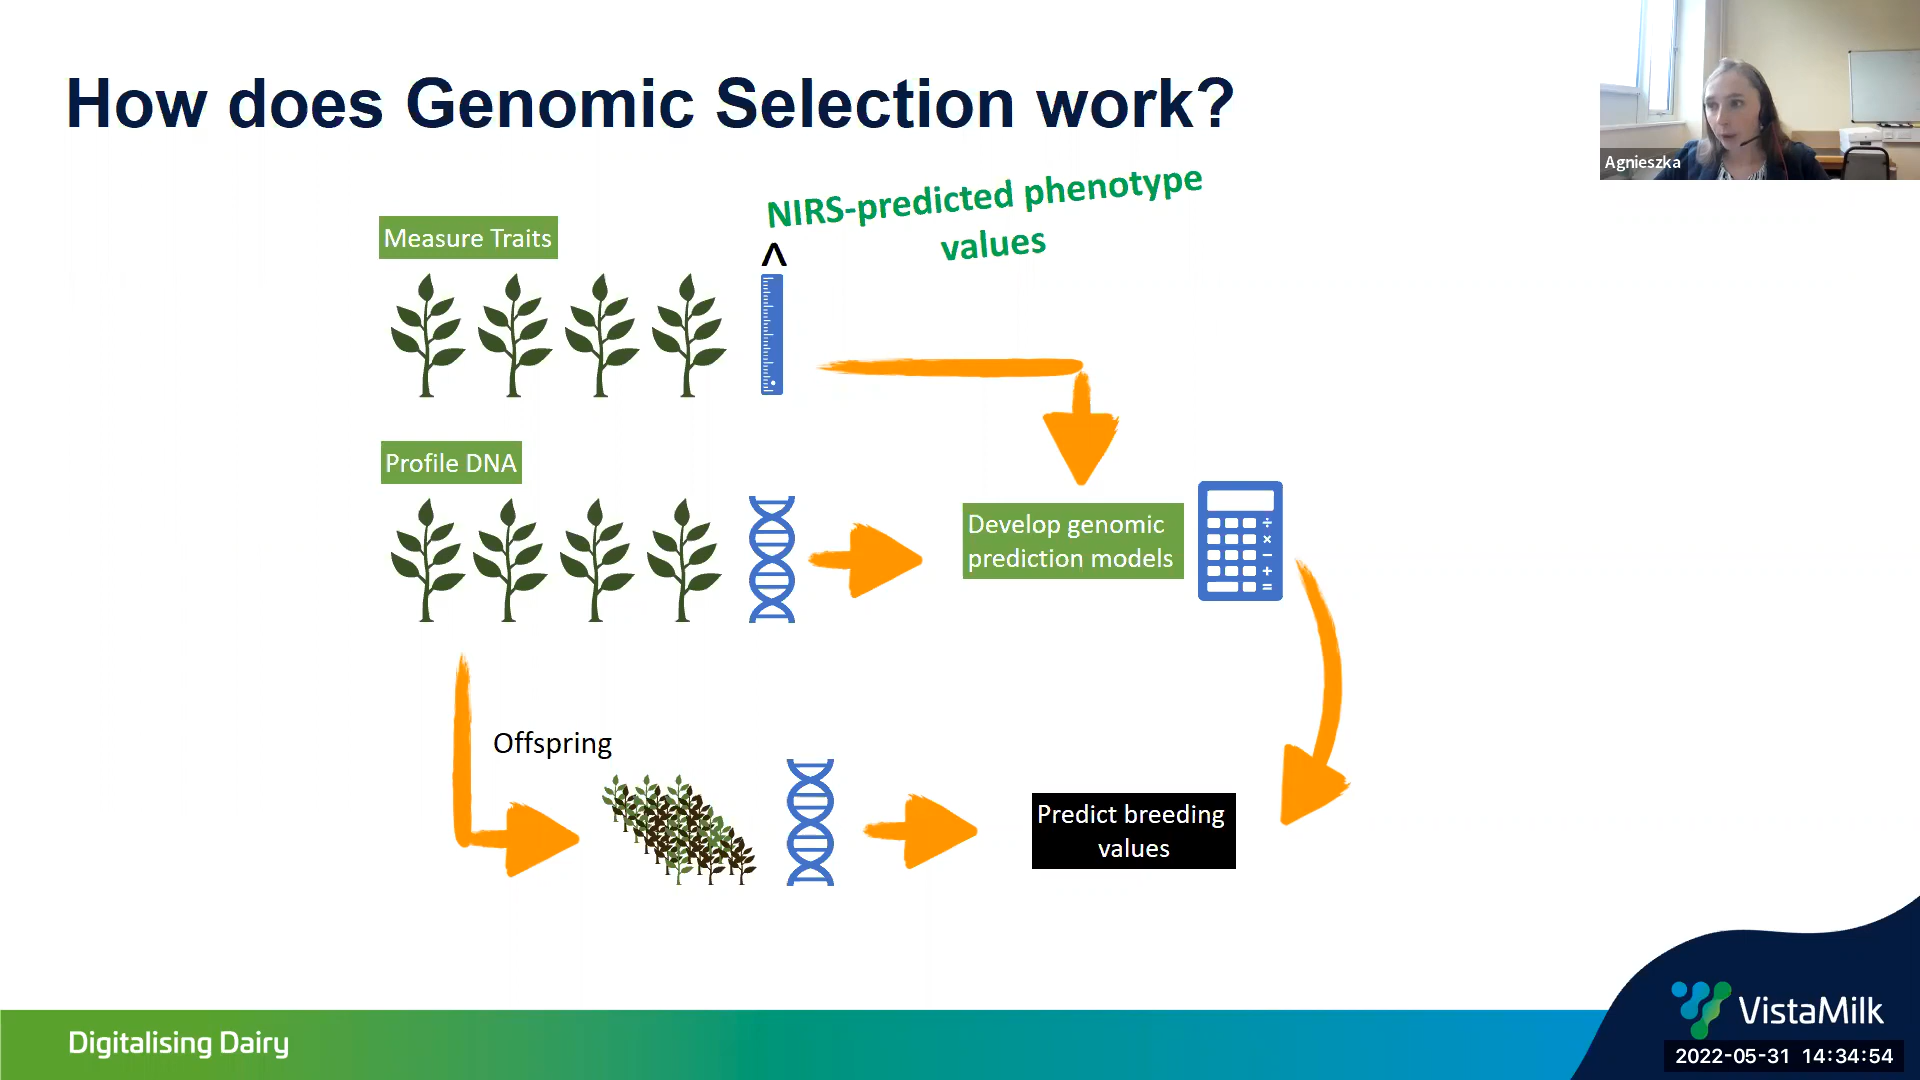 How does Genomic Selection work?
Agnieszka
NIRS-predicted phenotype
values
^
Measure Traits
Profile DNA
Develop genomic
prediction models
÷
×
−
+
=
Offspring
Predict breeding
values
Digitalising Dairy
VistaMilk
2022-05-31 14:34:54